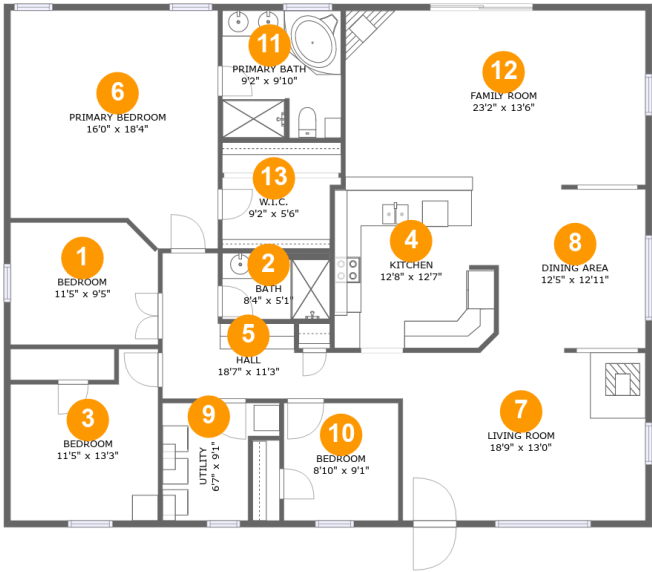 11
PRIMARY BATH
9'2" x 9'10"
12
FAMILY ROOM
23'2" x 13'6"
6
PRIMARY BEDROOM
16'0" x 18'4"
13
W.I.C.
9'2" x 5'6"
1
BEDROOM
11'5" x 9'5"
2
BATH
8'4" x 5'1"
4
KITCHEN
12'8" x 12'7"
8
DINING AREA
12'5" x 12'11"
5
HALL
18'7" x 11'3"
3
BEDROOM
11'5" x 13'3"
9
UTILITY
6'7" x 9'1"
10
BEDROOM
8'10" x 9'1"
7
LIVING ROOM
18'9" x 13'0"